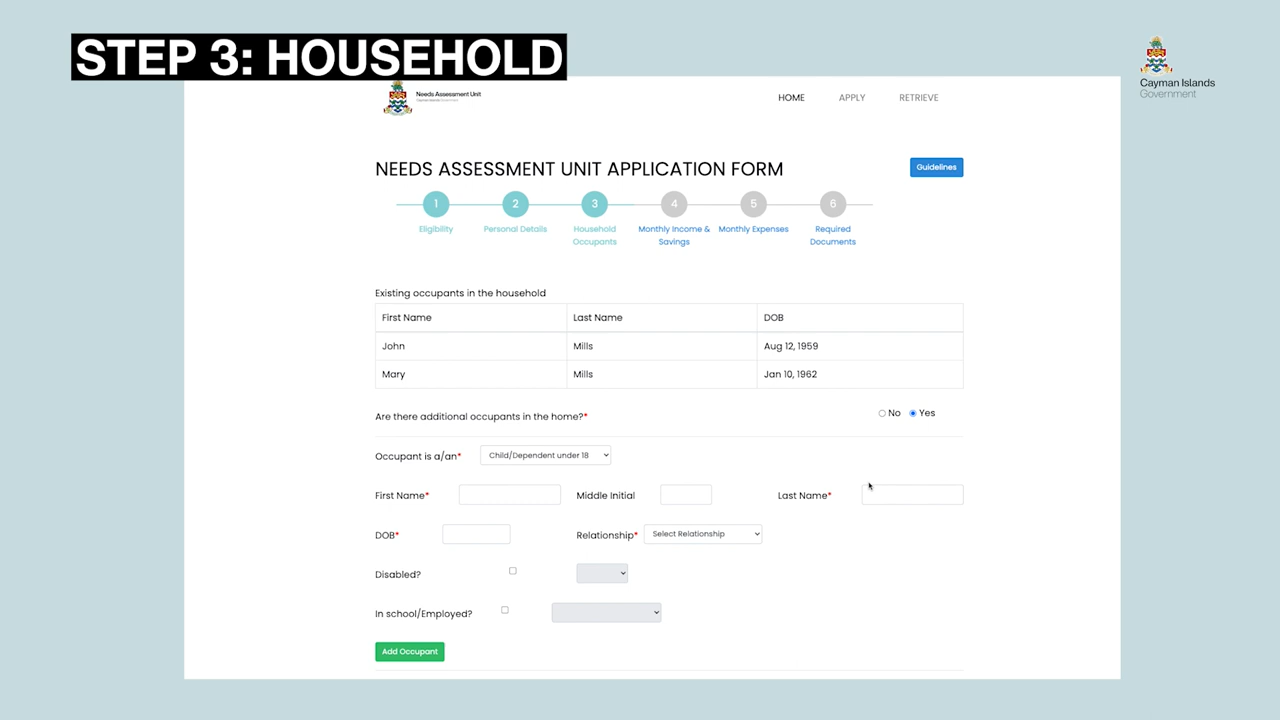 STEP 3: HOUSEHOLD
Cayman Islands
Government
Needs Assessment Unit
HOME APPLY RETRIEVE
NEEDS ASSESSMENT UNIT APPLICATION FORM
Guidelines
1 2 3 4 5 6
Eligibility Personal Details Household Occupants Monthly Income & Savings Monthly Expenses Required Documents
Existing occupants in the household
First Name Last Name DOB
John Mills Aug 12, 1959
Mary Mills Jan 10, 1962
Are there additional occupants in the home?* No Yes
Occupant is a/an* Child/Dependent under 18
First Name* Middle Initial Last Name*
DOB* Relationship* Select Relationship
Disabled?
In school/Employed?
Add Occupant